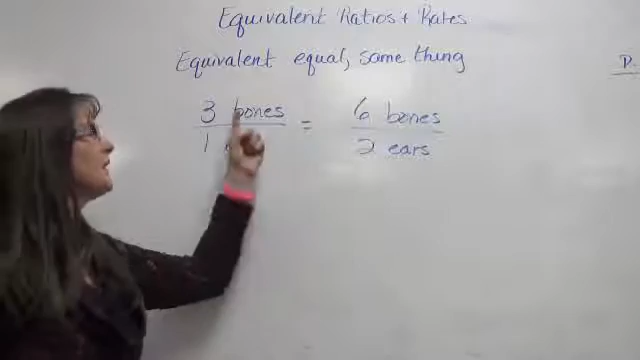 Equivalent Ratios + Rates
Equivalent equal, same thing
3 bones = 6 bones
1 2 ears